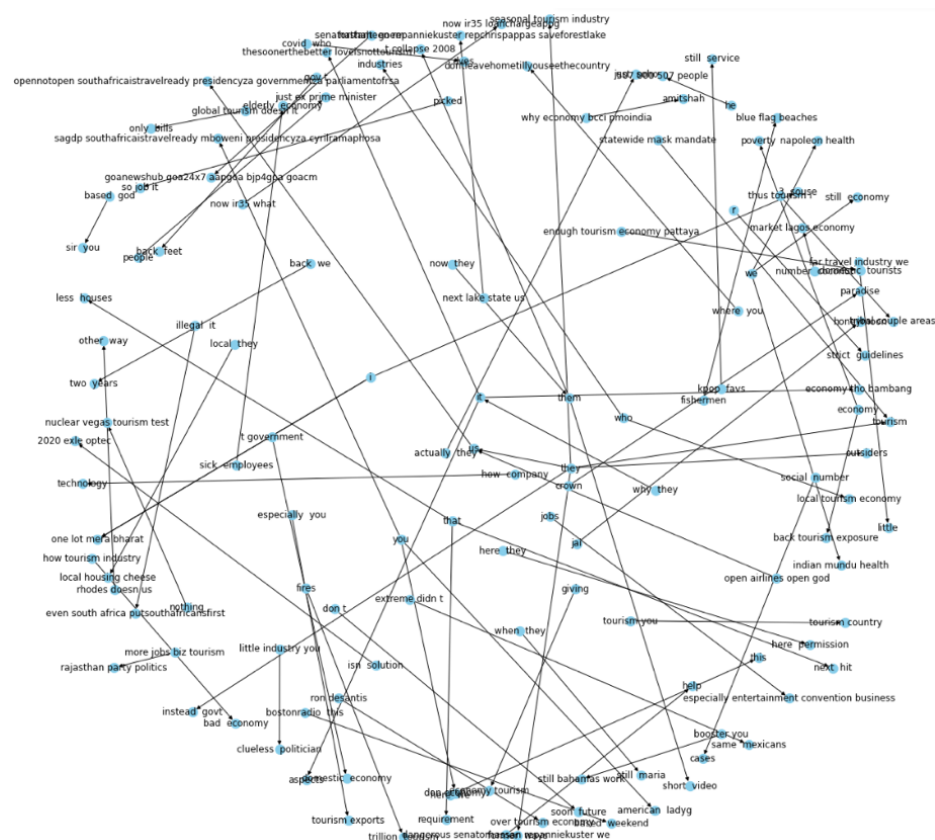 seasonal tourism industry
now ir35 loanchargeappg
covid who
thesoonerthebetter loveisnottourism
t collapse 2008
industries
dontleavehometillyouseethecountry
still service
opennotopen southafricaistravelready presidencyza governmentza parliamentofrsa
gov
just ex prime minister
elderly economy
picked
amitshah
he
global tourism doesn it
why economy bcci pmoindia
blue flag beaches
only bills
sagdp southafricaistravelready mboweni presidencyza cyrilramaphosa
statewide mask mandate
poverty
napoleon health
goanewshub goa24x7 aapgoa bjp4goa goacm
so job it
based god
thus tourism
still economy
now ir35 what
r
enough tourism economy pattaya
market lagos economy
sir you
back feet
people
back we
now they
far travel industry we
we
paradise
less houses
next lake state us
where you
illegal it
other way
local they
strict guidelines
i
two years
kpop favs
economy tho bambang
it
them
fishermen
economy
who
nuclear vegas tourism test
tourism
t government
2020 exle optec
actually they
us
outsiders
sick employees
they
how company
social number
technology
crown
why they
local tourism economy
especially you
that
jobs
little
one lot mera bharat
you
jal
back tourism exposure
how tourism industry
here they
indian mundu health
local housing cheese
open airlines open god
rhodes doesn us
fires
giving
extreme didn t
nothing
don t
even south africa putsouthafricansfirst
tourism you
tourism country
when they
little industry you
here permission
more jobs biz tourism
this
rajasthan party politics
isn solution
next hit
help
ron desantis
especially entertainment convention business
instead govt
bostonradio this
bad economy
booster you
same mexicans
clueless politician
cases
aspects
domestic economy
still bahamas work
still maria
short video
tourism exports
requirement
soon future
american ladyg
over tourism economy
weekend
trillion tourism